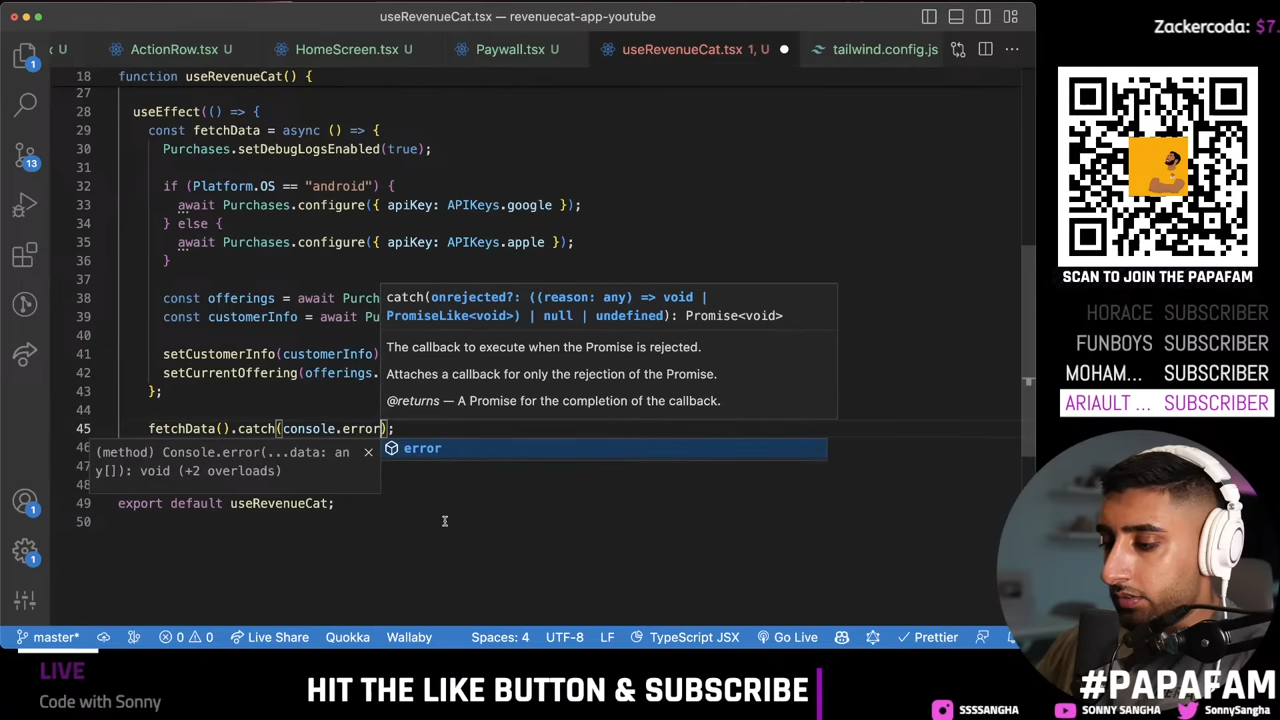 useRevenueCat.tsx — revenuecat-app-youtube
U
ActionRow.tsx U
HomeScreen.tsx U
Paywall.tsx U
useRevenueCat.tsx 1, U
tailwind.config.js
18 function useRevenueCat() {
27
28 useEffect(() => {
29 const fetchData = async () => {
30 Purchases.setDebugLogsEnabled(true);
31
32 if (Platform.OS == "android") {
33 await Purchases.configure({ apiKey: APIKeys.google });
34 } else {
35 await Purchases.configure({ apiKey: APIKeys.apple });
36 }
37
38 const offerings = await Purch
39 const customerInfo = await Pu
40
41 setCustomerInfo(customerInfo)
42 setCurrentOffering(offerings.
43 };
44
45 fetchData().catch(console.error);
46
48
49 export default useRevenueCat;
50
catch(onrejected?: ((reason: any) => void |
PromiseLike<void>) | null | undefined): Promise<void>
The callback to execute when the Promise is rejected.
Attaches a callback for only the rejection of the Promise.
@returns — A Promise for the completion of the callback.
error
(method) Console.error(...data: an
y[]): void (+2 overloads)
1
13
1
1
master*
0 0
Live Share
Quokka
Wallaby
Spaces: 4
UTF-8
LF
TypeScript JSX
Go Live
Prettier
Zackercoda: $7.
SCAN TO JOIN THE PAPAFAM
HORACE SUBSCRIBER
FUNBOYS SUBSCRIBER
MOHAM... SUBSCRIBER
ARIAULT ... SUBSCRIBER
LIVE
Code with Sonny
HIT THE LIKE BUTTON & SUBSCRIBE
#PAPAFAM
SSSSANGHA
SONNY SANGHA
SonnySangha